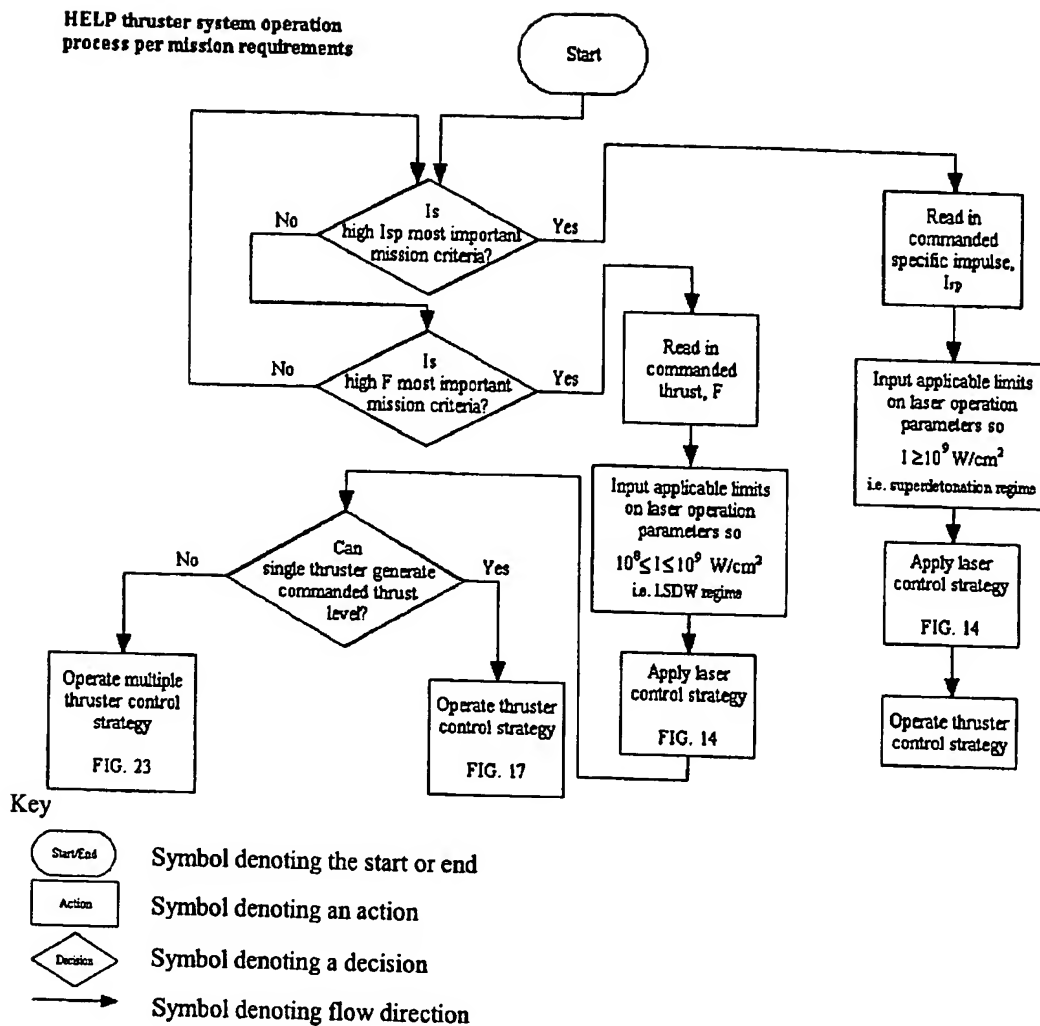 HELP thruster system operation
process per mission requirements
Start
No
Is
high Isp most important
mission criteria?
Yes
Read in
commanded
specific impulse,
Isp
No
Is
high F most important
mission criteria?
Yes
Read in
commanded
thrust, F
Input applicable limits
on laser operation
parameters so
I ≥10⁹ W/cm²
i.e. superdetonation regime
Input applicable limits
on laser operation
parameters so
10⁸≤ I ≤ 10⁹ W/cm²
i.e. LSDW regime
No
Can
single thruster generate
commanded thrust
level?
Yes
Apply laser
control strategy
FIG. 14
Operate multiple
thruster control
strategy
FIG. 23
Operate thruster
control strategy
FIG. 17
Apply laser
control strategy
FIG. 14
Operate thruster
control strategy
Key
Start/End
Symbol denoting the start or end
Action
Symbol denoting an action
Decision
Symbol denoting a decision
Symbol denoting flow direction